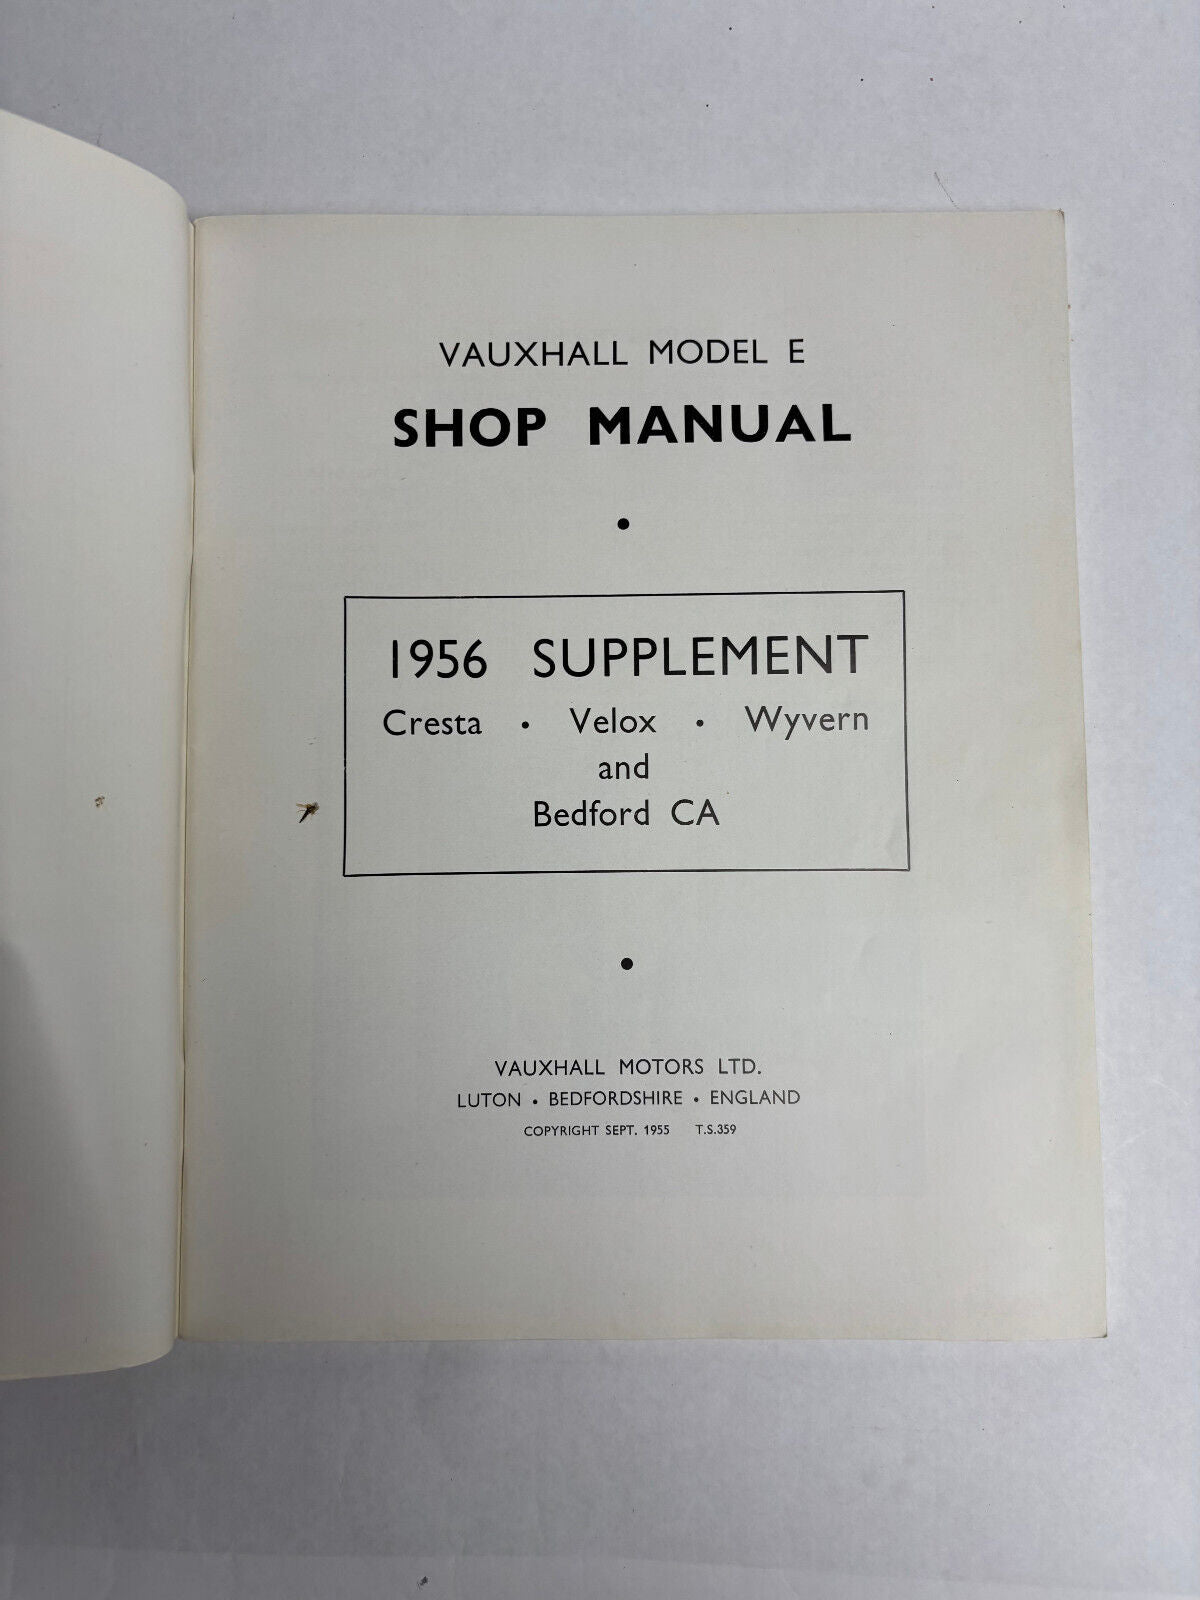 VAUXHALL MODEL E
SHOP MANUAL
•
1956 SUPPLEMENT
Cresta • Velox • Wyvern
and
Bedford CA
•
VAUXHALL MOTORS LTD.
LUTON • BEDFORDSHIRE • ENGLAND
COPYRIGHT SEPT. 1955 T.S.359